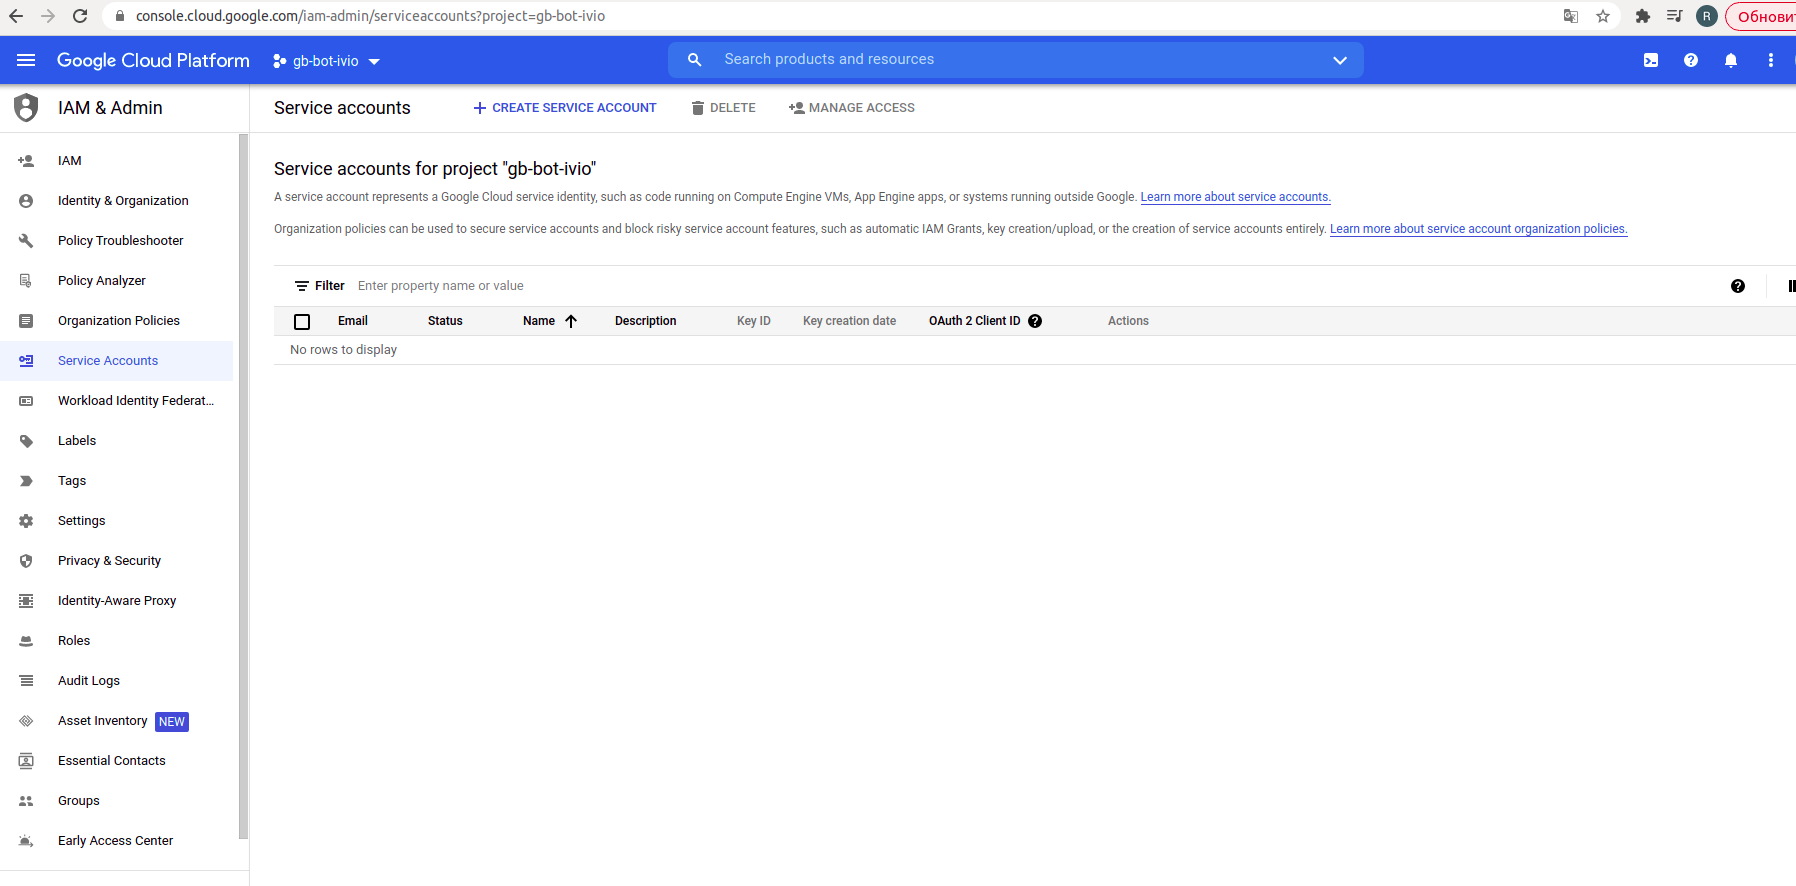 console.cloud.google.com/iam-admin/serviceaccounts?project=gb-bot-ivio
R
Обновит
Google Cloud Platform
gb-bot-ivio
Search products and resources
IAM & Admin
Service accounts
CREATE SERVICE ACCOUNT
DELETE
MANAGE ACCESS
IAM
Identity & Organization
Policy Troubleshooter
Policy Analyzer
Organization Policies
Service Accounts
Workload Identity Federat...
Labels
Tags
Settings
Privacy & Security
Identity-Aware Proxy
Roles
Audit Logs
Asset Inventory NEW
Essential Contacts
Groups
Early Access Center
Service accounts for project "gb-bot-ivio"
A service account represents a Google Cloud service identity, such as code running on Compute Engine VMs, App Engine apps, or systems running outside Google. Learn more about service accounts.
Organization policies can be used to secure service accounts and block risky service account features, such as automatic IAM Grants, key creation/upload, or the creation of service accounts entirely. Learn more about service account organization policies.
Filter Enter property name or value
Email Status Name Description Key ID Key creation date OAuth 2 Client ID Actions
No rows to display